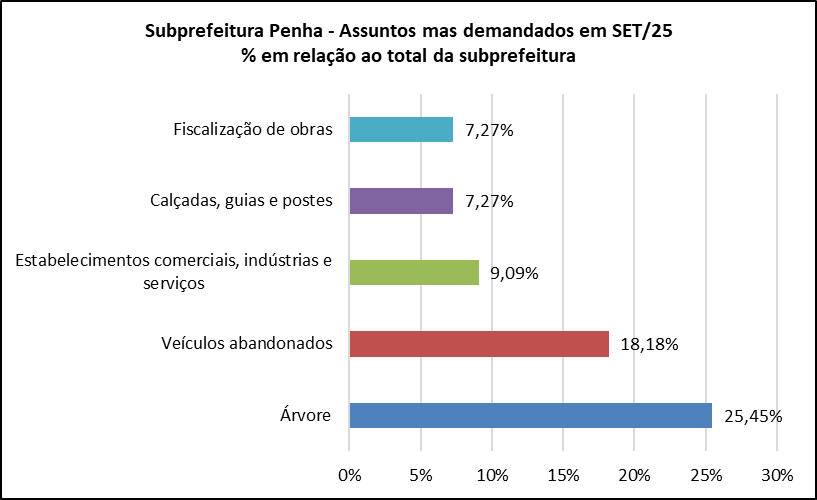 Subprefeitura Penha - Assuntos mas demandados em SET/25
% em relação ao total da subprefeitura
Fiscalização de obras
7,27%
Calçadas, guias e postes
7,27%
Estabelecimentos comerciais, indústrias e
serviços
9,09%
Veículos abandonados
18,18%
Árvore
25,45%
0% 5% 10% 15% 20% 25% 30%